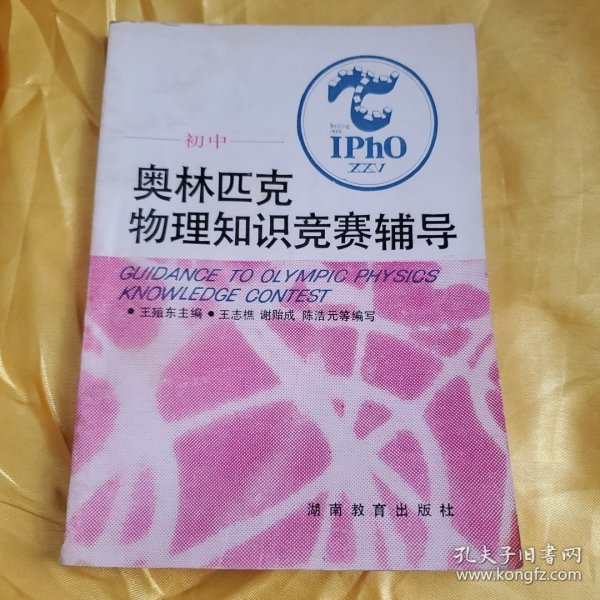 Beijing
1994
IPhO
XXV
初中
奥林匹克
物理知识竞赛辅导
GUIDANCE TO OLYMPIC PHYSICS
KNOWLEDGE CONTEST
●王殖东主编●王志樵 谢贻成 陈浩元等编写
湖南教育出版社
孔夫子旧书网
www.kongfz.com